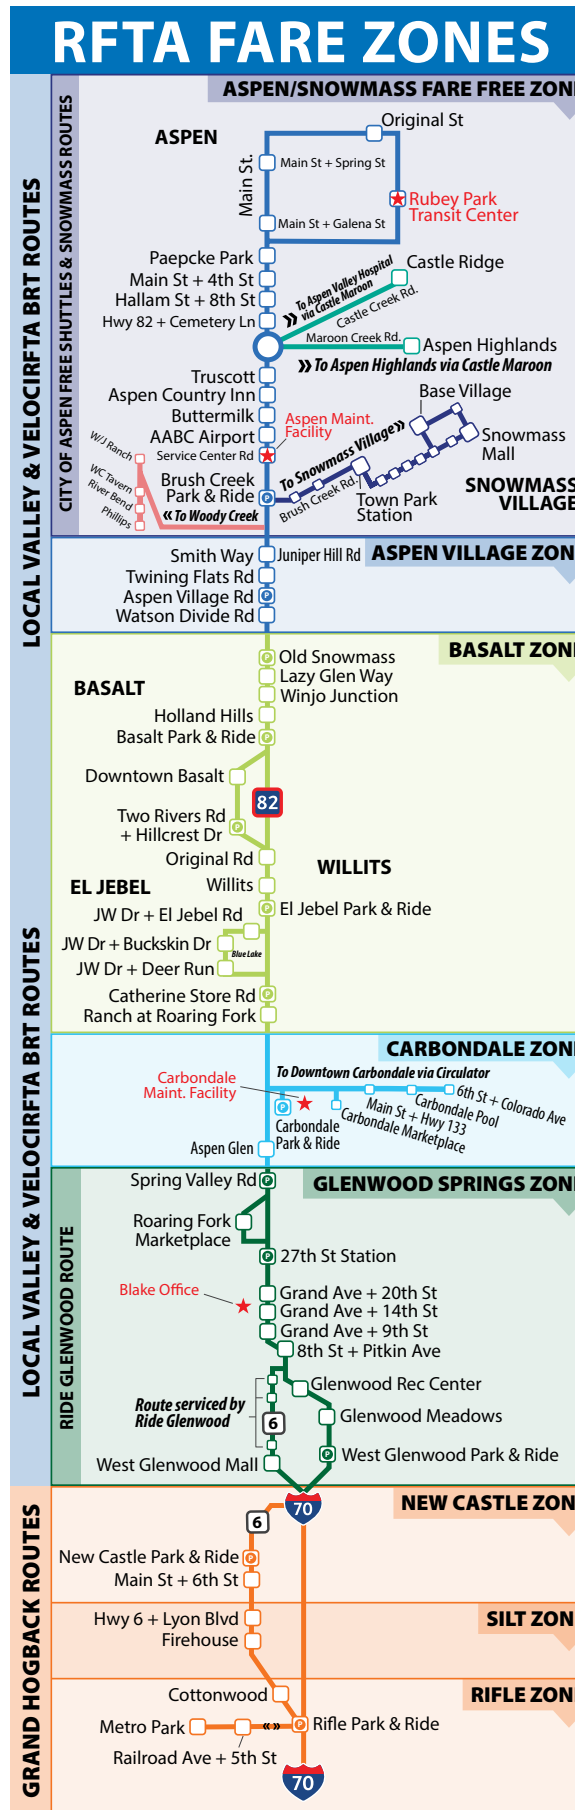 RFTA FARE ZONES
LOCAL VALLEY & VELOCIRFTA BRT ROUTES
CITY OF ASPEN FREE SHUTTLES & SNOWMASS ROUTES
ASPEN/SNOWMASS FARE FREE ZON
ASPEN
Original St
Main St.
Main St + Spring St
Rubey Park
Transit Center
Main St + Galena St
Paepcke Park
Main St + 4th St
Hallam St + 8th St
Hwy 82 + Cemetery Ln
To Aspen Valley Hospital
via Castle Maroon
Castle Ridge
Castle Creek Rd.
Maroon Creek Rd.
Aspen Highlands
» To Aspen Highlands via Castle Maroon
Truscott
Aspen Country Inn
Buttermilk
AABC Airport
Service Center Rd
Aspen Maint.
Facility
Base Village
Snowmass
Mall
To Snowmass Village »
Brush Creek Rd.
Town Park
Station
SNOWMASS
VILLAGE
Brush Creek
Park & Ride
P
« To Woody Creek
W/J Ranch
WC Tavern
River Bend
Phillips
ASPEN VILLAGE ZON
Smith Way
Juniper Hill Rd
Twining Flats Rd
Aspen Village Rd
P
Watson Divide Rd
BASALT ZON
P
Old Snowmass
Lazy Glen Way
Winjo Junction
BASALT
Holland Hills
Basalt Park & Ride
P
Downtown Basalt
82
Two Rivers Rd
+ Hillcrest Dr
P
Original Rd
WILLITS
EL JEBEL
Willits
P
El Jebel Park & Ride
JW Dr + El Jebel Rd
JW Dr + Buckskin Dr
Blue Lake
JW Dr + Deer Run
Catherine Store Rd
P
Ranch at Roaring Fork
LOCAL VALLEY & VELOCIRFTA BRT ROUTES
CARBONDALE ZON
To Downtown Carbondale via Circulator
Carbondale
Maint. Facility
P
Carbondale
Park & Ride
Carbondale Marketplace
Main St + Hwy 133
Carbondale Pool
6th St + Colorado Ave
Aspen Glen
RIDE GLENWOOD ROUTE
GLENWOOD SPRINGS ZON
Spring Valley Rd
P
Roaring Fork
Marketplace
P
27th St Station
Blake Office
Grand Ave + 20th St
Grand Ave + 14th St
Grand Ave + 9th St
8th St + Pitkin Ave
Glenwood Rec Center
Route serviced by
Ride Glenwood
6
Glenwood Meadows
P
West Glenwood Park & Ride
West Glenwood Mall
GRAND HOGBACK ROUTES
70
NEW CASTLE ZON
6
New Castle Park & Ride
P
Main St + 6th St
SILT ZON
Hwy 6 + Lyon Blvd
Firehouse
RIFLE ZON
Cottonwood
Metro Park
« »
P
Rifle Park & Ride
Railroad Ave + 5th St
70